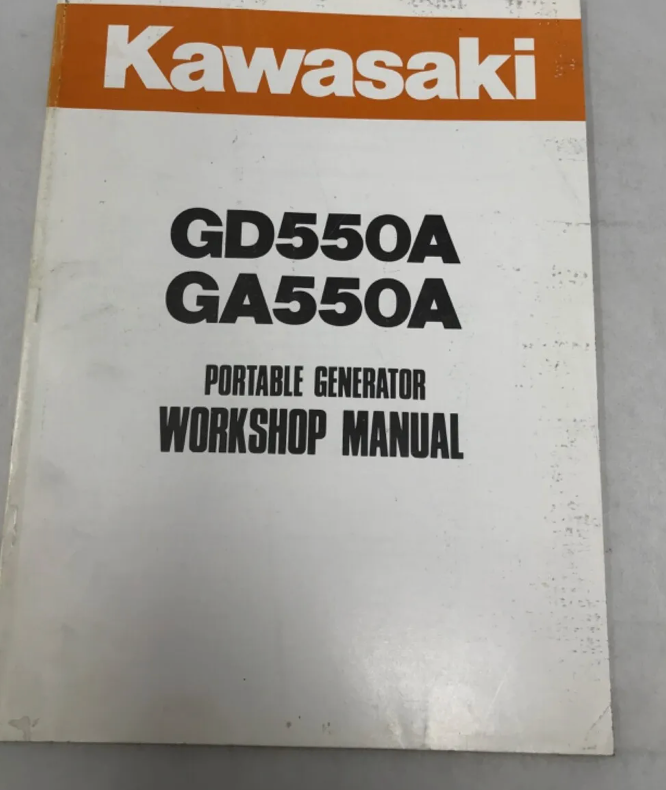 Kawasaki
GD550A
GA550A
PORTABLE GENERATOR
WORKSHOP MANUAL